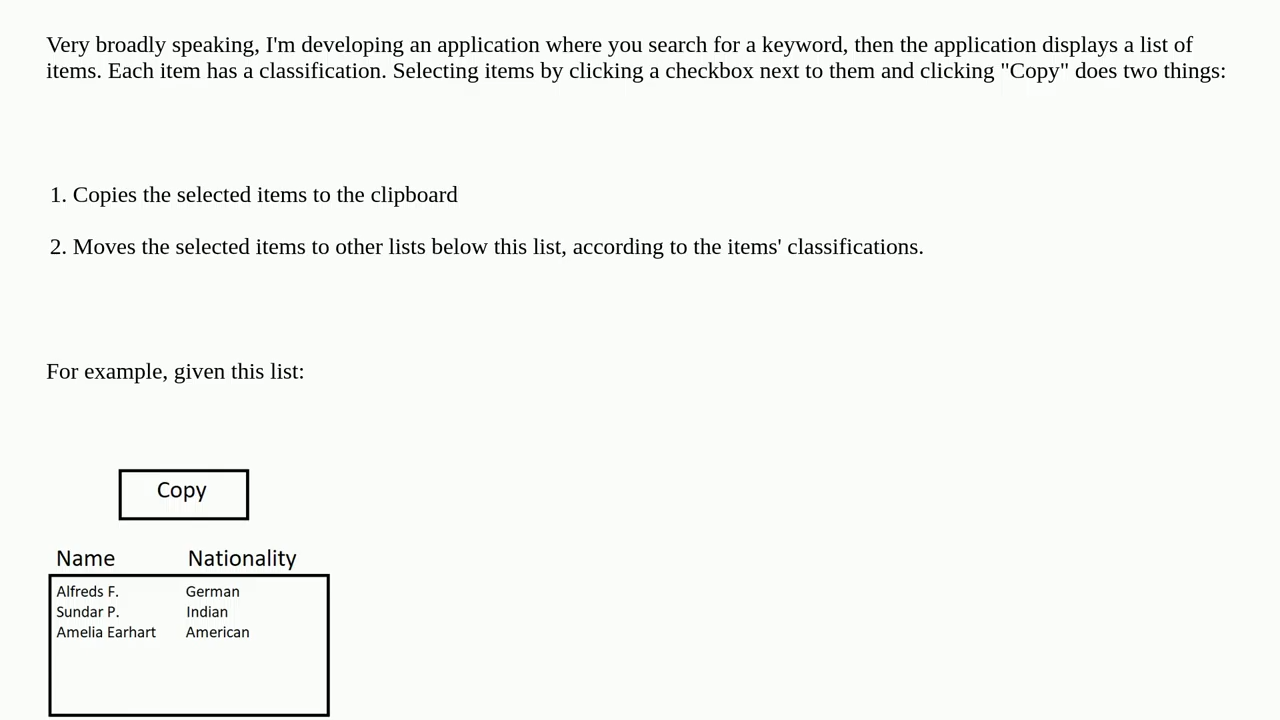 Very broadly speaking, I'm developing an application where you search for a keyword, then the application displays a list of
items. Each item has a classification. Selecting items by clicking a checkbox next to them and clicking "Copy" does two things:
1. Copies the selected items to the clipboard
2. Moves the selected items to other lists below this list, according to the items' classifications.
For example, given this list:
Copy
Name Nationality
Alfreds F. German
Sundar P. Indian
Amelia Earhart American